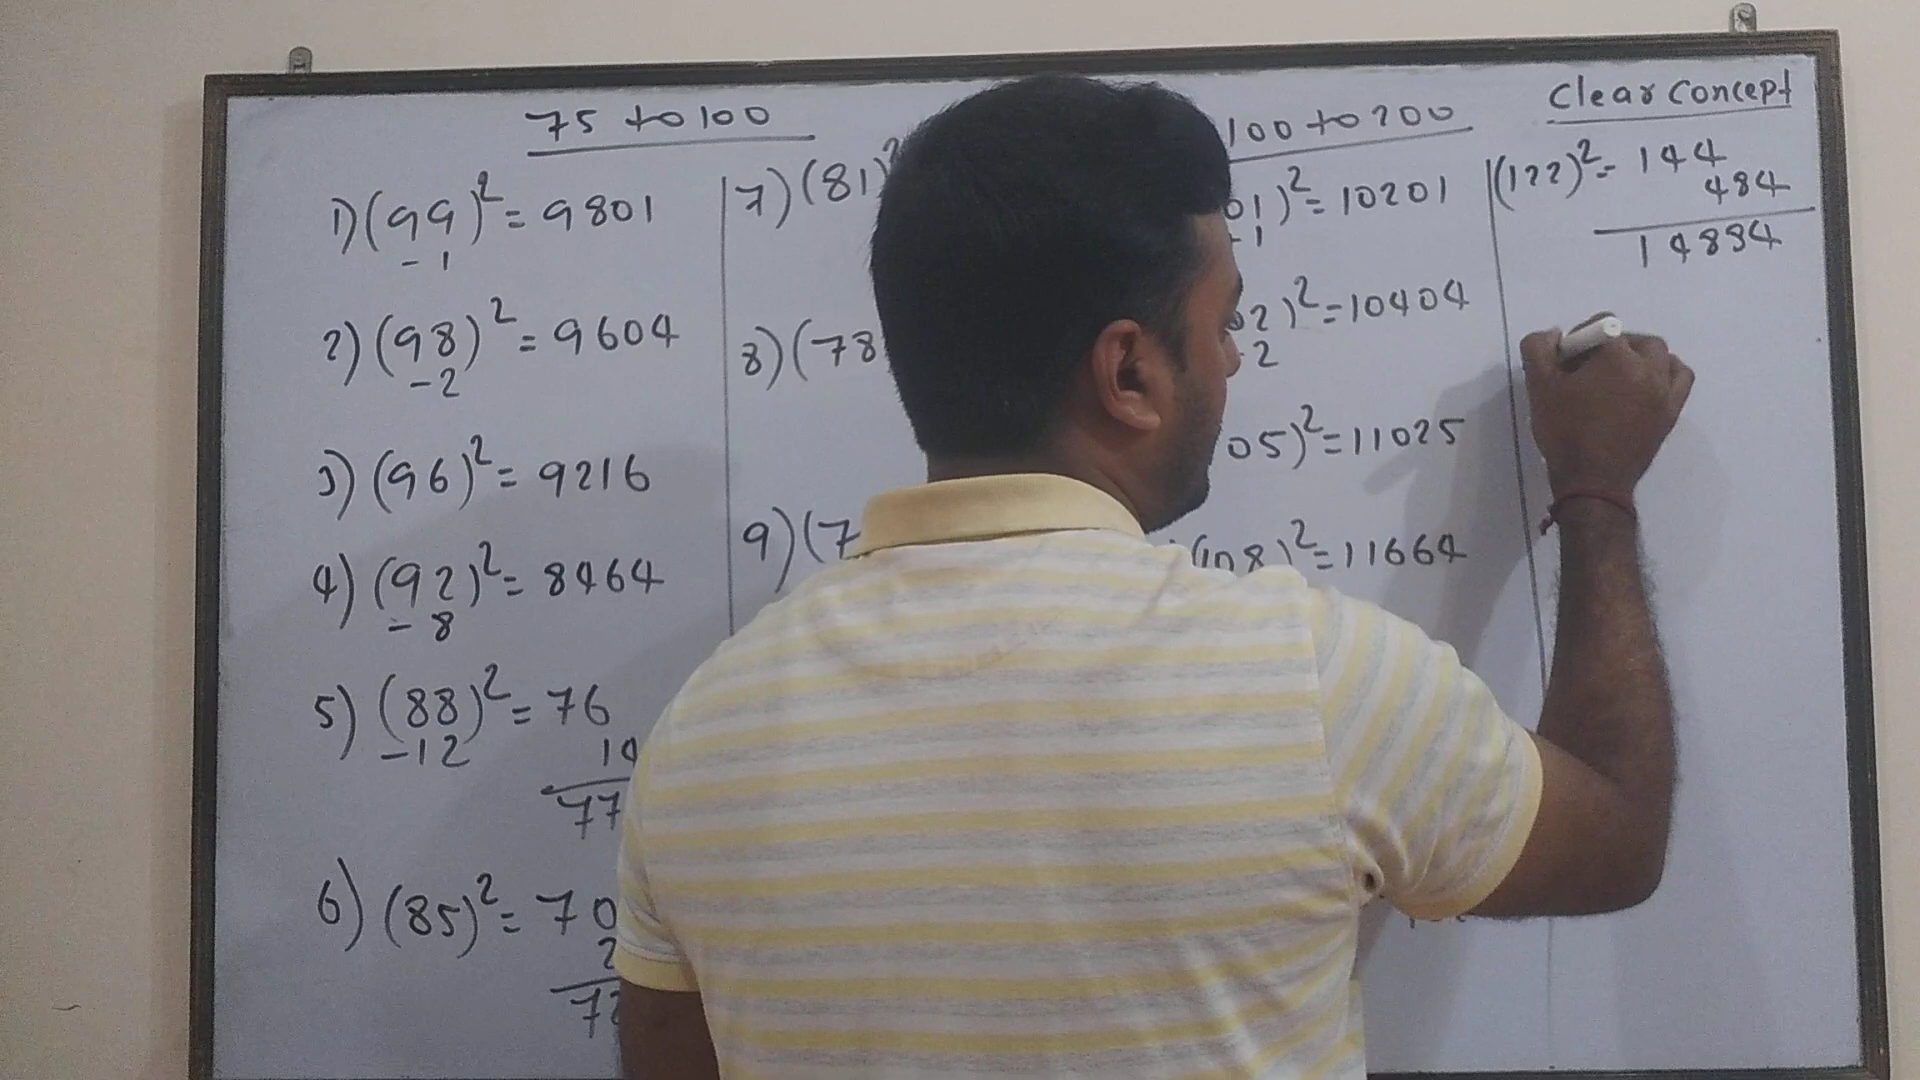 75 to 100
1) (99)² = 9801
- 1
2) (98)² = 9604
- 2
3) (96)² = 9216
4) (92)² = 8464
- 8
5) (88)² = 76
-12
14
77
6) (85)² = 70
2
72
7) (81)²
8) (78
9) (7
100 to 200
01)² = 10201
-1
02)² = 10404
-2
05)² = 11025
(108)² = 11664
Clear Concept
(122)² = 144
484
14884